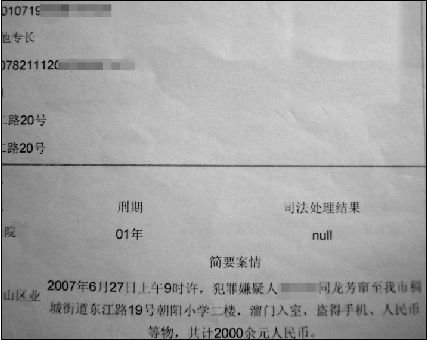 010719
他专长
078211120
二路20号
二路20号
刑期 司法处理结果
院 01年 null
简要案情
山区业 2007年6月27日上午9时许，犯罪嫌疑人 同龙芳窜至我市桐
城街道东江路19号朝阳小学二楼，溜门入室，盗得手机、人民币
等物，共计2000余元人民币。